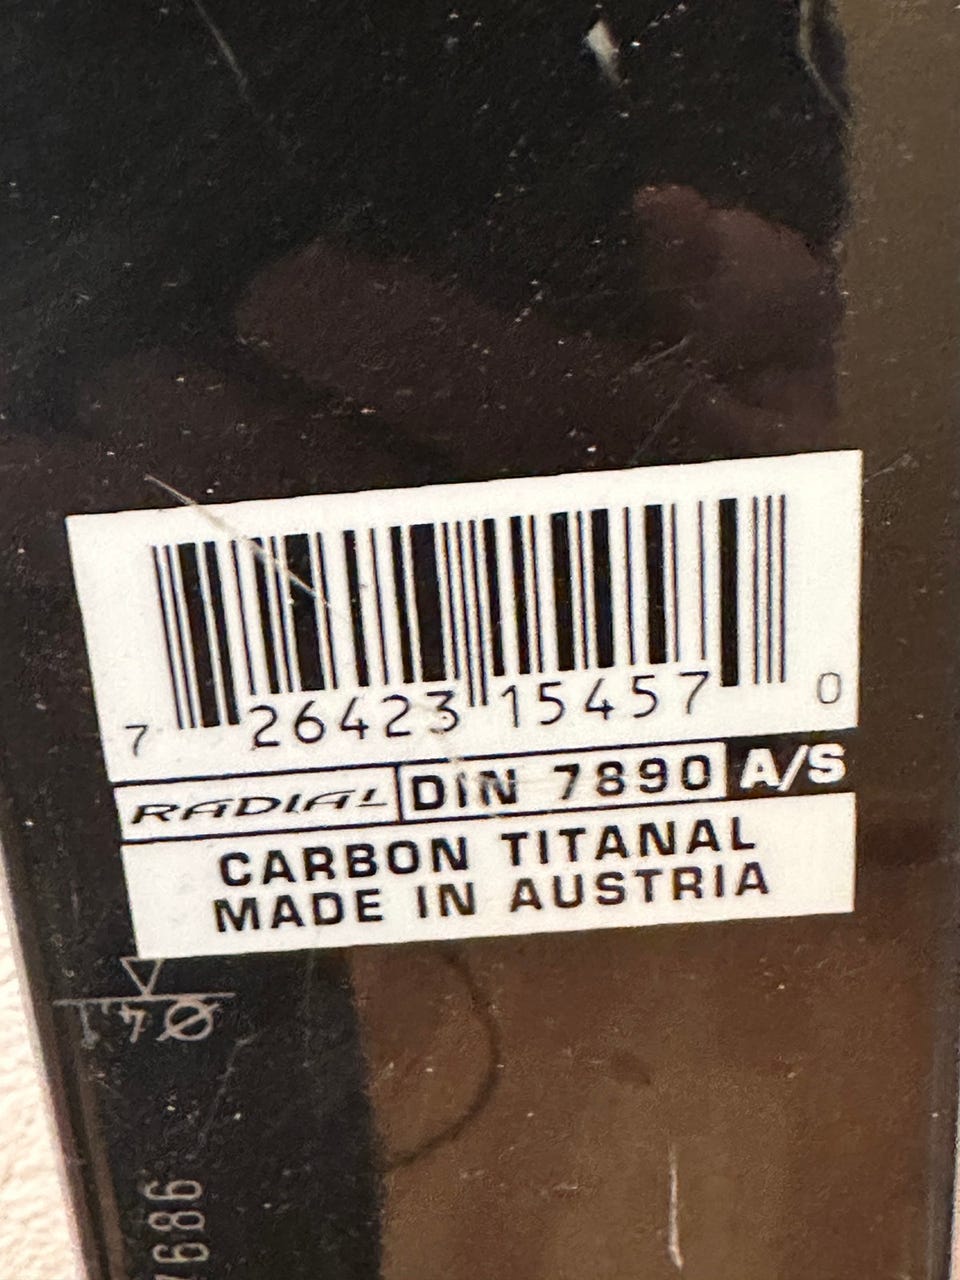 7 26423 15457 0
RADIAL DIN 7890 A/S
CARBON TITANAL
MADE IN AUSTRIA